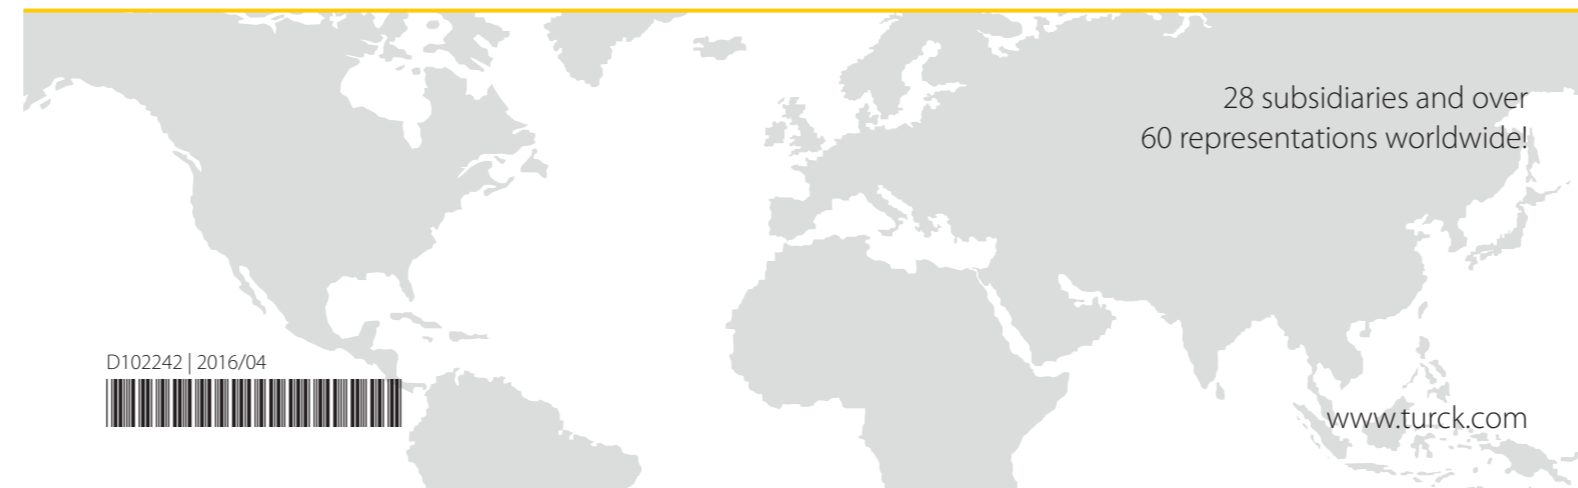 28 subsidiaries and over
60 representations worldwide!
D102242 | 2016/04
www.turck.com